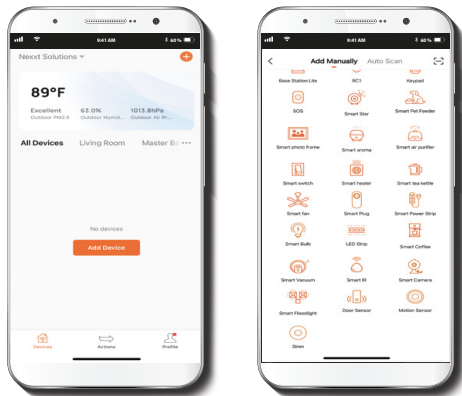 9:41 AM
60%
Nexxt Solutions
89°F
Excellent 63.0% 1013.8hPa
Outdoor PM2.5 Outdoor Humid... Outdoor Air Pr...
All Devices Living Room Master Be ...
No devices
Add Device
Devices Actions Profile
9:41 AM
60%
Add Manually Auto Scan
Base Station Lite RC1 Keypad
SOS Smart Star Smart Pet Feeder
Smart photo frame Smart aroma Smart air purifier
Smart switch Smart heater Smart tea kettle
Smart fan Smart Plug Smart Power Strip
Smart Bulb LED Strip Smart Coffee
Smart Vacuum Smart IR Smart Camera
Smart Floodlight Door Sensor Motion Sensor
Siren